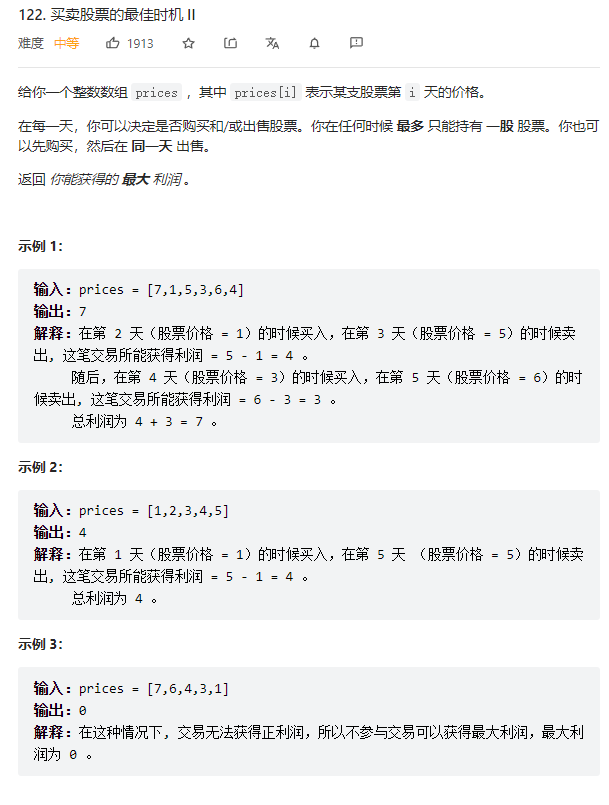 122. 买卖股票的最佳时机 II
难度 中等 1913
给你一个整数数组 prices ，其中 prices[i] 表示某支股票第 i 天的价格。
在每一天，你可以决定是否购买和/或出售股票。你在任何时候 最多 只能持有 一股 股票。你也可
以先购买，然后在 同一天 出售。
返回 你能获得的 最大 利润 。
示例 1：
输入：prices = [7,1,5,3,6,4]
输出：7
解释：在第 2 天（股票价格 = 1）的时候买入，在第 3 天（股票价格 = 5）的时候卖
出, 这笔交易所能获得利润 = 5 - 1 = 4 。
随后，在第 4 天（股票价格 = 3）的时候买入，在第 5 天（股票价格 = 6）的时
候卖出, 这笔交易所能获得利润 = 6 - 3 = 3 。
总利润为 4 + 3 = 7 。
示例 2：
输入：prices = [1,2,3,4,5]
输出：4
解释：在第 1 天（股票价格 = 1）的时候买入，在第 5 天 （股票价格 = 5）的时候卖
出, 这笔交易所能获得利润 = 5 - 1 = 4 。
总利润为 4 。
示例 3：
输入：prices = [7,6,4,3,1]
输出：0
解释：在这种情况下, 交易无法获得正利润，所以不参与交易可以获得最大利润，最大利
润为 0 。